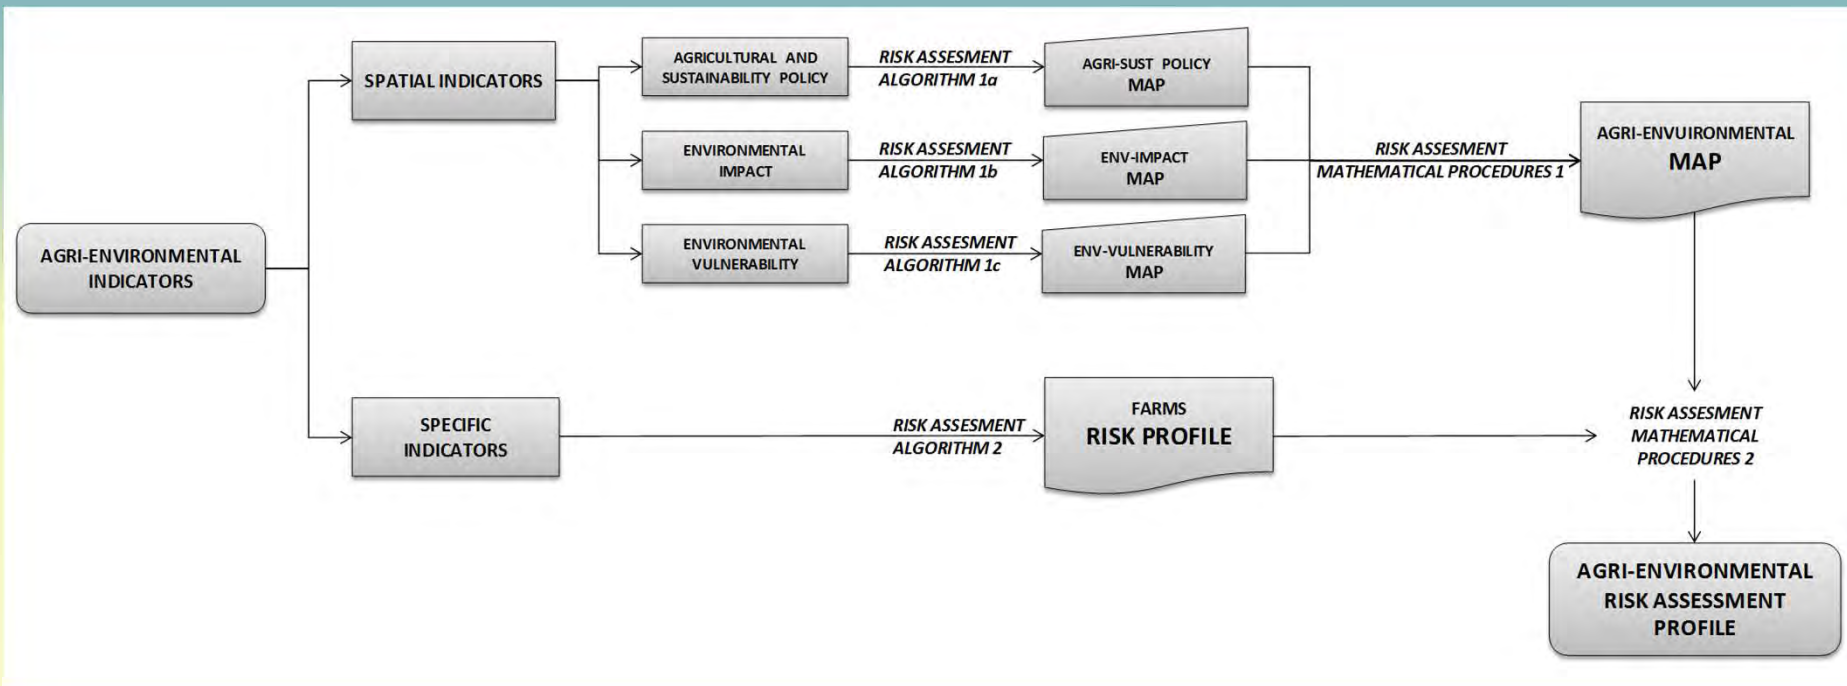 AGRI-ENVIRONMENTAL
INDICATORS
SPATIAL INDICATORS
AGRICULTURAL AND
SUSTAINABILITY POLICY
RISK ASSESMENT
ALGORITHM 1a
AGRI-SUST POLICY
MAP
ENVIRONMENTAL
IMPACT
RISK ASSESMENT
ALGORITHM 1b
ENV-IMPACT
MAP
ENVIRONMENTAL
VULNERABILITY
RISK ASSESMENT
ALGORITHM 1c
ENV-VULNERABILITY
MAP
RISK ASSESMENT
MATHEMATICAL PROCEDURES 1
AGRI-ENVUIRONMENTAL
MAP
SPECIFIC
INDICATORS
RISK ASSESMENT
ALGORITHM 2
FARMS
RISK PROFILE
RISK ASSESMENT
MATHEMATICAL
PROCEDURES 2
AGRI-ENVIRONMENTAL
RISK ASSESSMENT
PROFILE